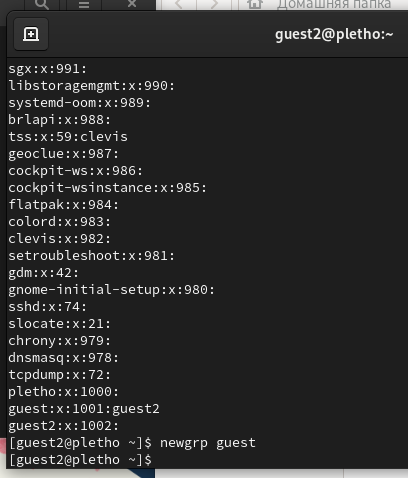 Домашняя папка
guest2@pletho:~
sgx:x:991:
libstoragemgmt:x:990:
systemd-oom:x:989:
brlapi:x:988:
tss:x:59:clevis
geoclue:x:987:
cockpit-ws:x:986:
cockpit-wsinstance:x:985:
flatpak:x:984:
colord:x:983:
clevis:x:982:
setroubleshoot:x:981:
gdm:x:42:
gnome-initial-setup:x:980:
sshd:x:74:
slocate:x:21:
chrony:x:979:
dnsmasq:x:978:
tcpdump:x:72:
pletho:x:1000:
guest:x:1001:guest2
guest2:x:1002:
[guest2@pletho ~]$ newgrp guest
[guest2@pletho ~]$